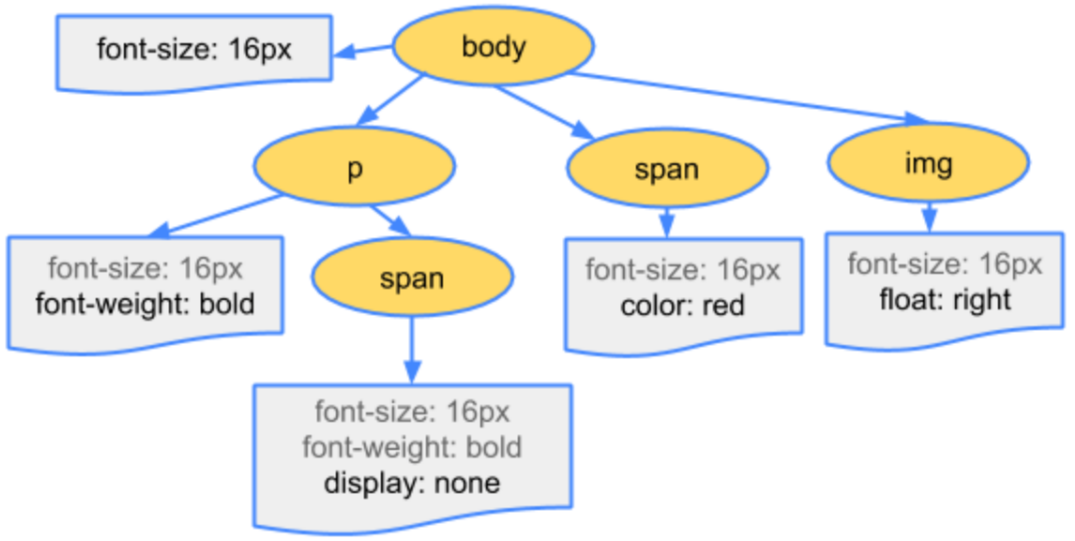 font-size: 16px
body
p
span
img
font-size: 16px
font-weight: bold
span
font-size: 16px
color: red
font-size: 16px
float: right
font-size: 16px
font-weight: bold
display: none